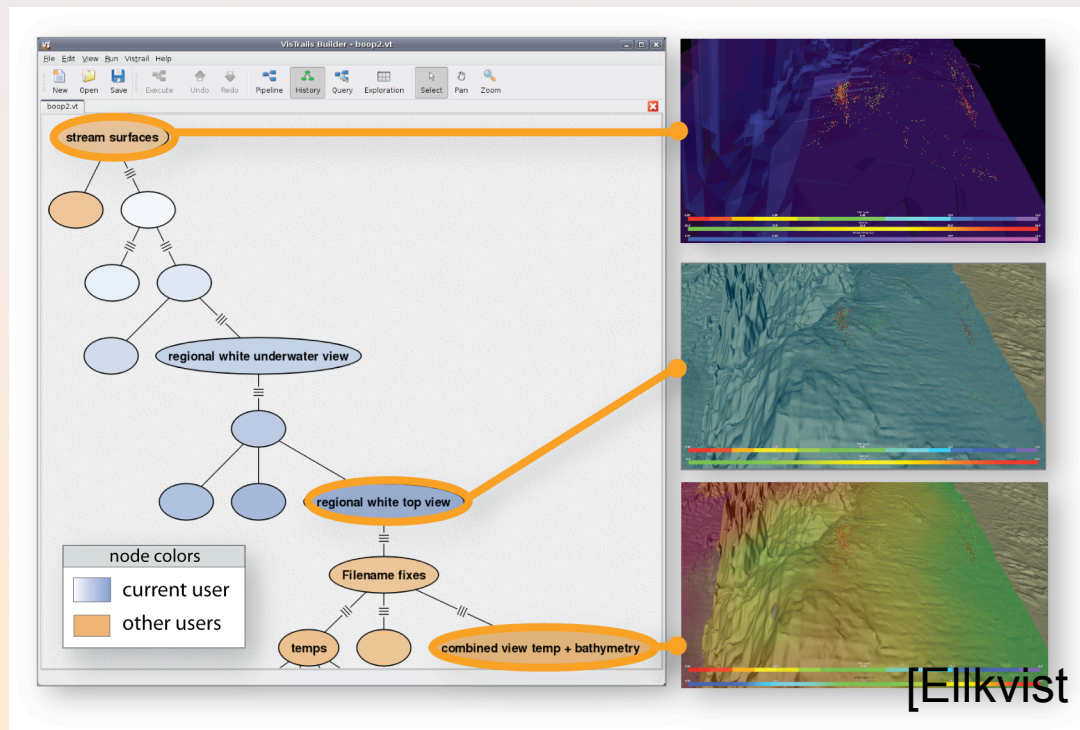 VisTrails Builder - boop2.vt
File Edit View Run Vistrail Help
New Open Save Execute Undo Redo Pipeline History Query Exploration Select Pan Zoom
boop2.vt
stream surfaces
regional white underwater view
regional white top view
Filename fixes
temps
combined view temp + bathymetry
node colors
current user
other users
[Ellkvist